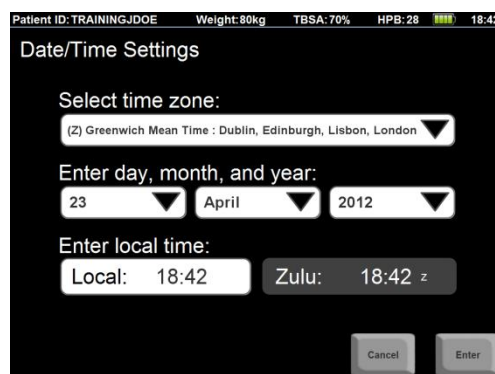 Patient ID: TRAININGJDOE Weight: 80kg TBSA: 70% HPB: 28 18:42
Date/Time Settings
Select time zone:
(Z) Greenwich Mean Time : Dublin, Edinburgh, Lisbon, London
Enter day, month, and year:
23 April 2012
Enter local time:
Local: 18:42 Zulu: 18:42 z
Cancel Enter